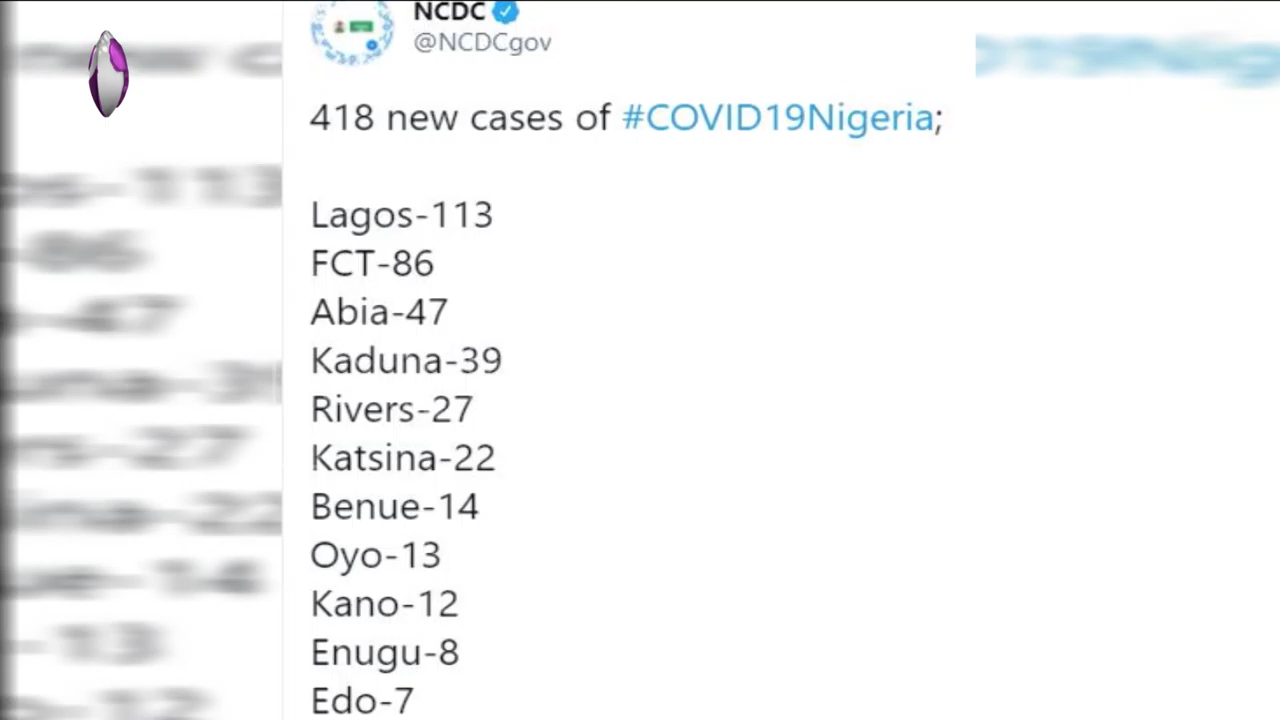 NCDC
@NCDCgov
418 new cases of #COVID19Nigeria;
Lagos-113
FCT-86
Abia-47
Kaduna-39
Rivers-27
Katsina-22
Benue-14
Oyo-13
Kano-12
Enugu-8
Edo-7